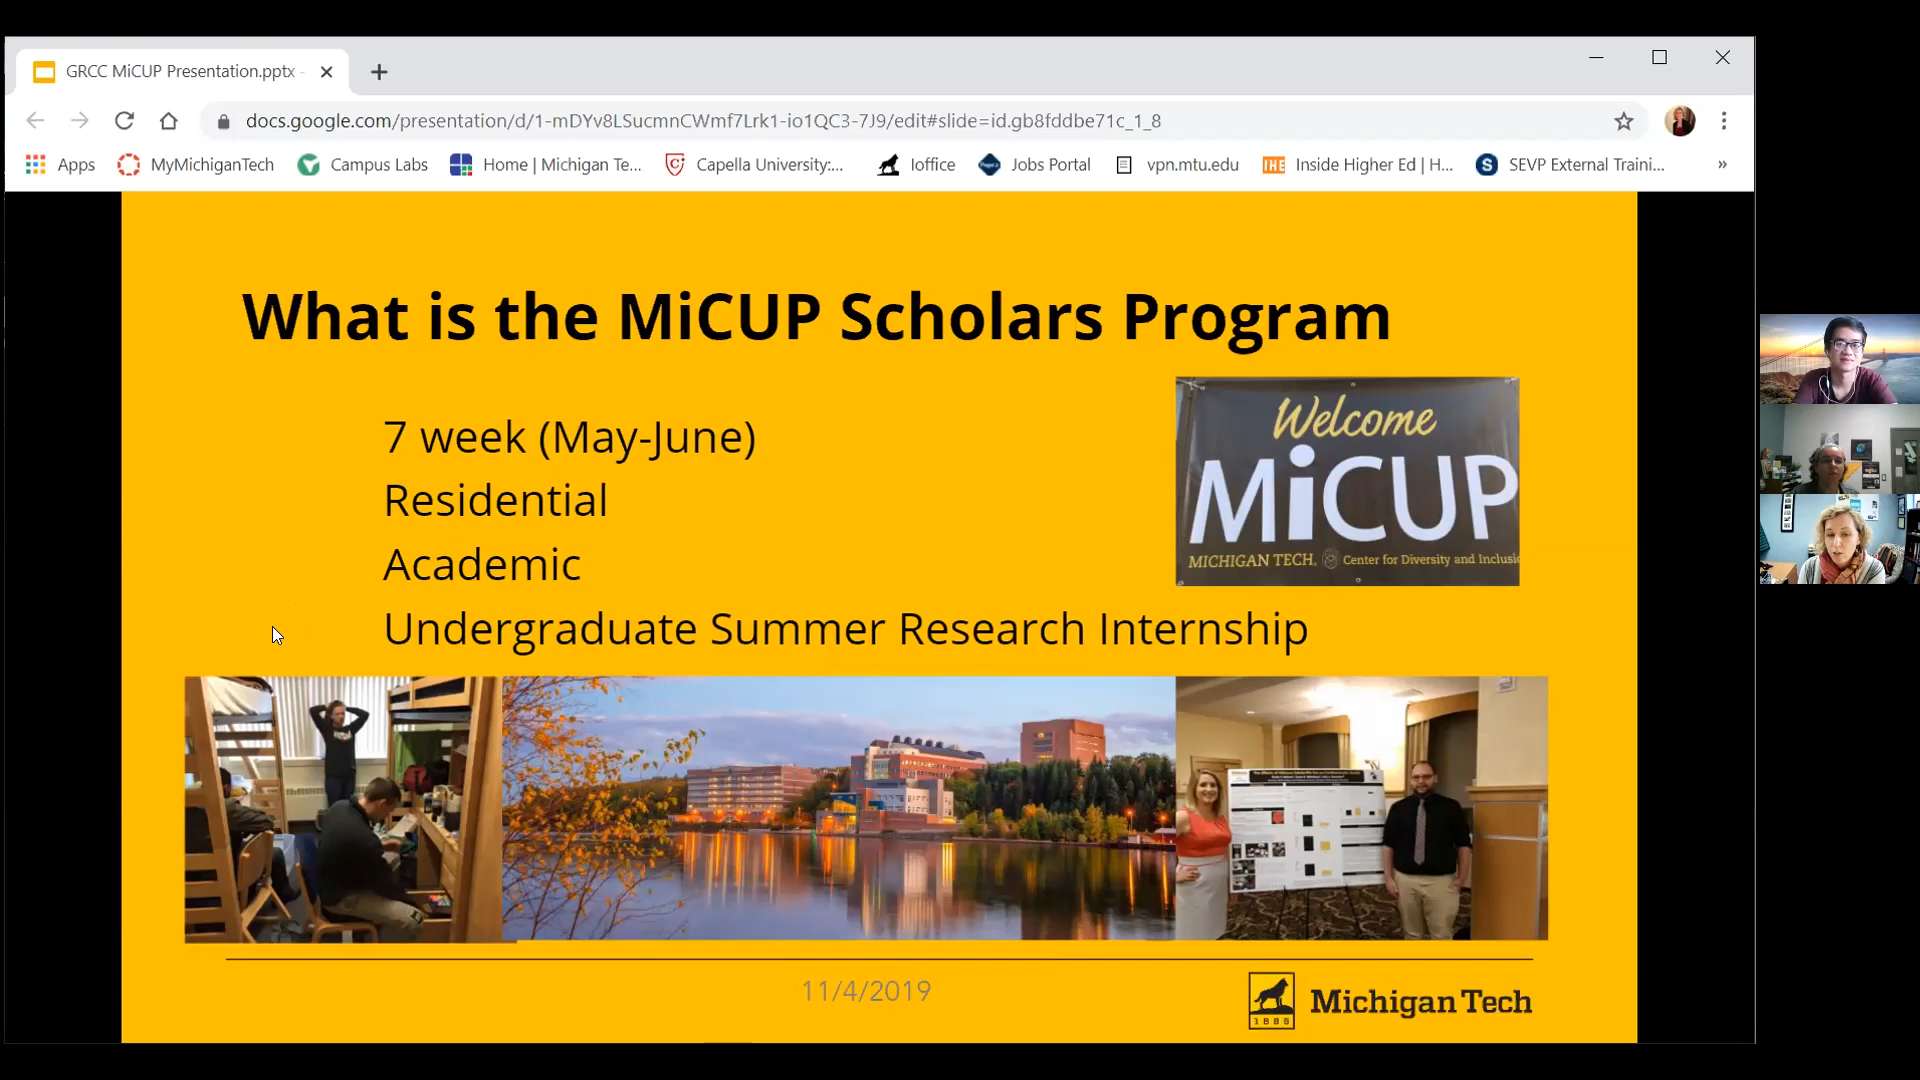 GRCC MiCUP Presentation.pptx -
docs.google.com/presentation/d/1-mDYv8LSucmnCWmf7Lrk1-io1QC3-7J9/edit#slide=id.gb8fddbe71c_1_8
Apps MyMichiganTech Campus Labs Home | Michigan Te... Capella University:... Ioffice Jobs Portal vpn.mtu.edu Inside Higher Ed | H... SEVP External Traini... »
What is the MiCUP Scholars Program
7 week (May-June)
Residential
Academic
Undergraduate Summer Research Internship
Welcome
MiCUP
MICHIGAN TECH. Center for Diversity and Inclusi
11/4/2019
1885
Michigan Tech